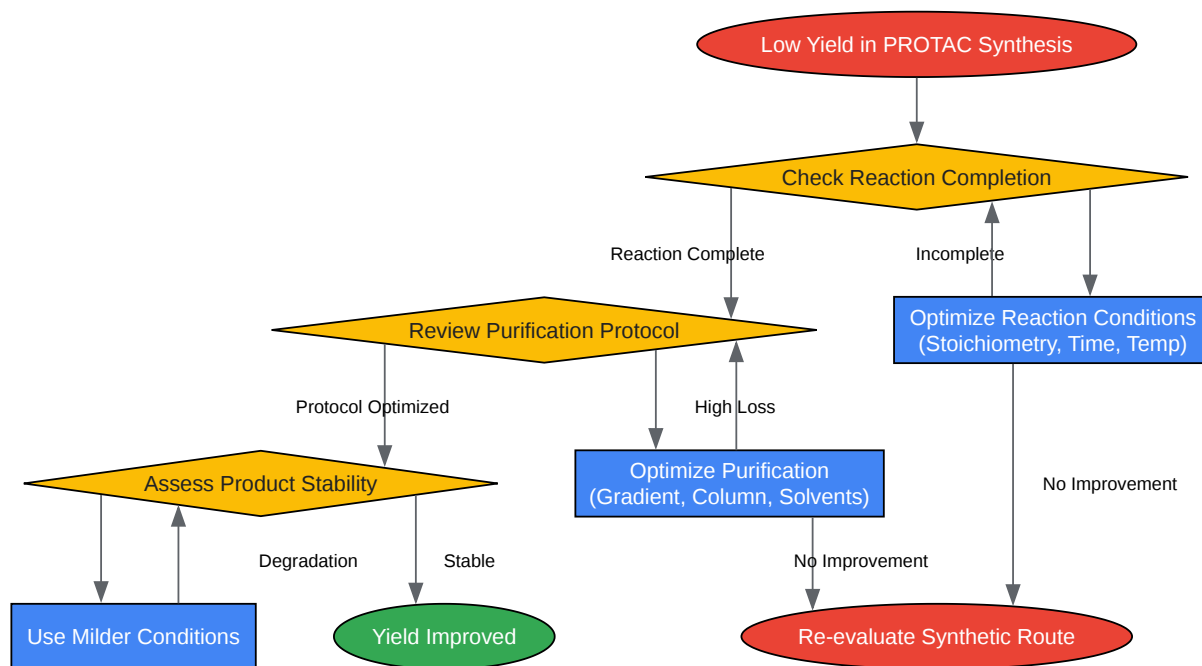 Low Yield in PROTAC Synthesis
Check Reaction Completion
Reaction Complete
Incomplete
Optimize Reaction Conditions
(Stoichiometry, Time, Temp)
Review Purification Protocol
Protocol Optimized
High Loss
Optimize Purification
(Gradient, Column, Solvents)
Assess Product Stability
No Improvement
Degradation
Stable
No Improvement
Use Milder Conditions
Yield Improved
Re-evaluate Synthetic Route